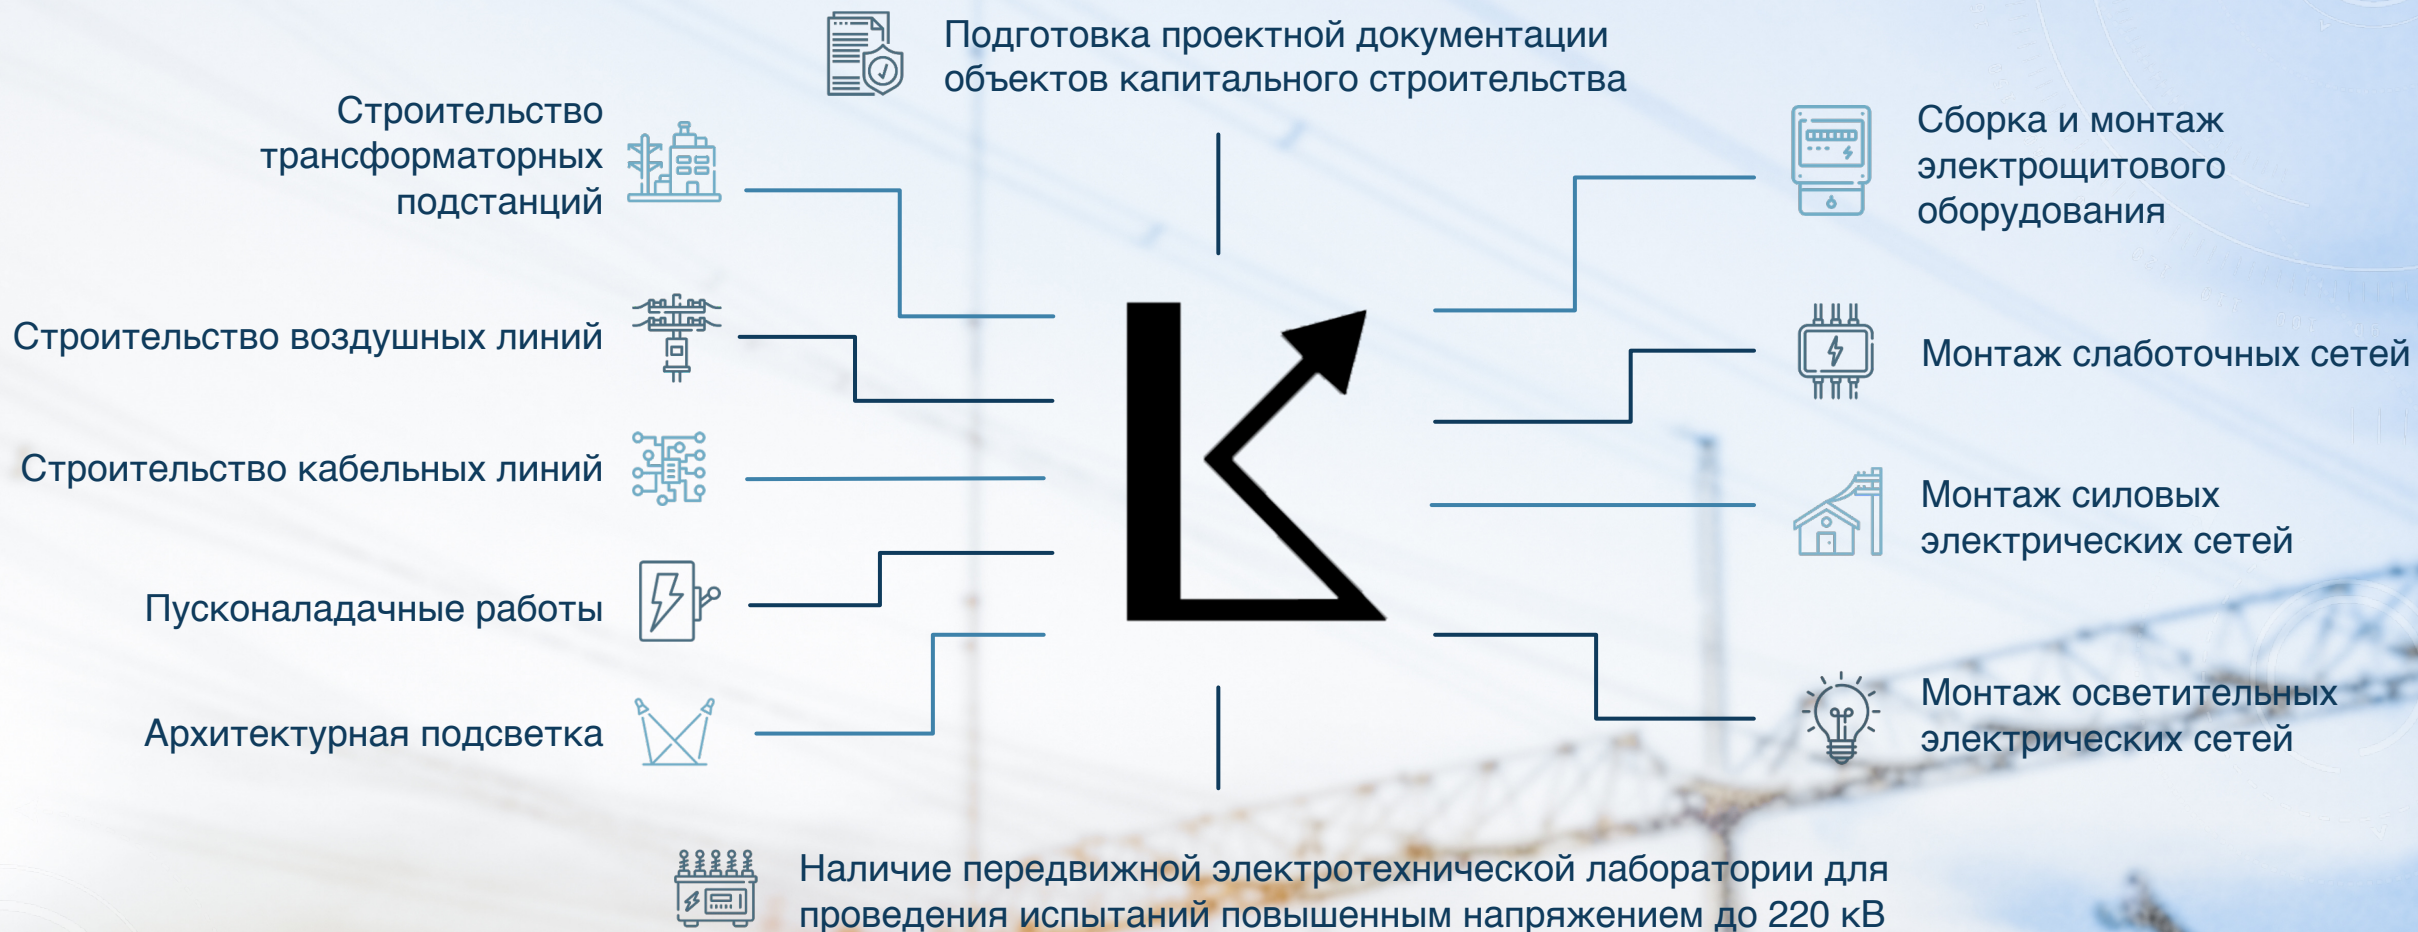 Подготовка проектной документации
объектов капитального строительства
Строительство
трансформаторных
подстанций
Строительство воздушных линий
Строительство кабельных линий
Пусконаладачные работы
Архитектурная подсветка
Сборка и монтаж
электрощитового
оборудования
Монтаж слаботочных сетей
Монтаж силовых
электрических сетей
Монтаж осветительных
электрических сетей
Наличие передвижной электротехнической лаборатории для
проведения испытаний повышенным напряжением до 220 кВ